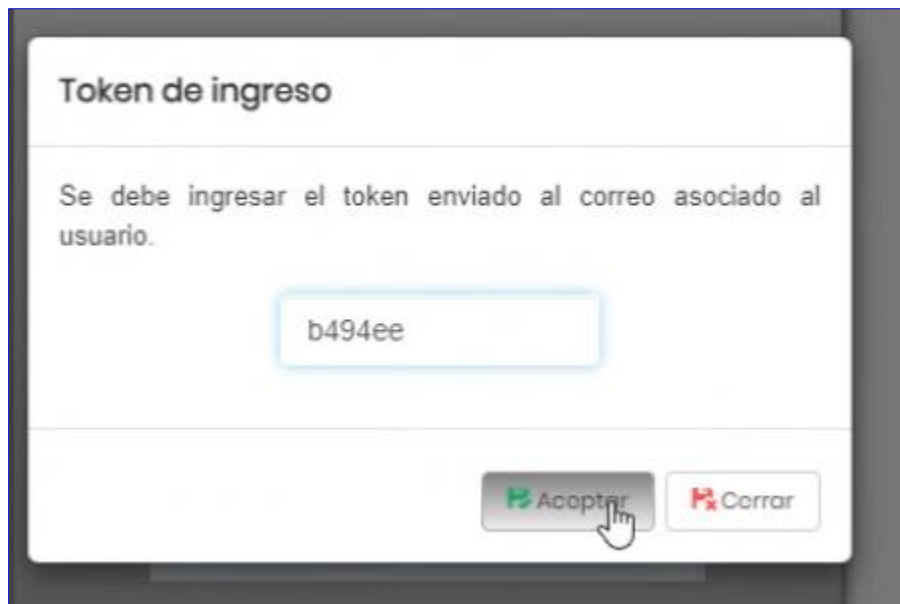 Token de ingreso
Se debe ingresar el token enviado al correo asociado al
usuario.
b494ee
Aceptar
Cerrar